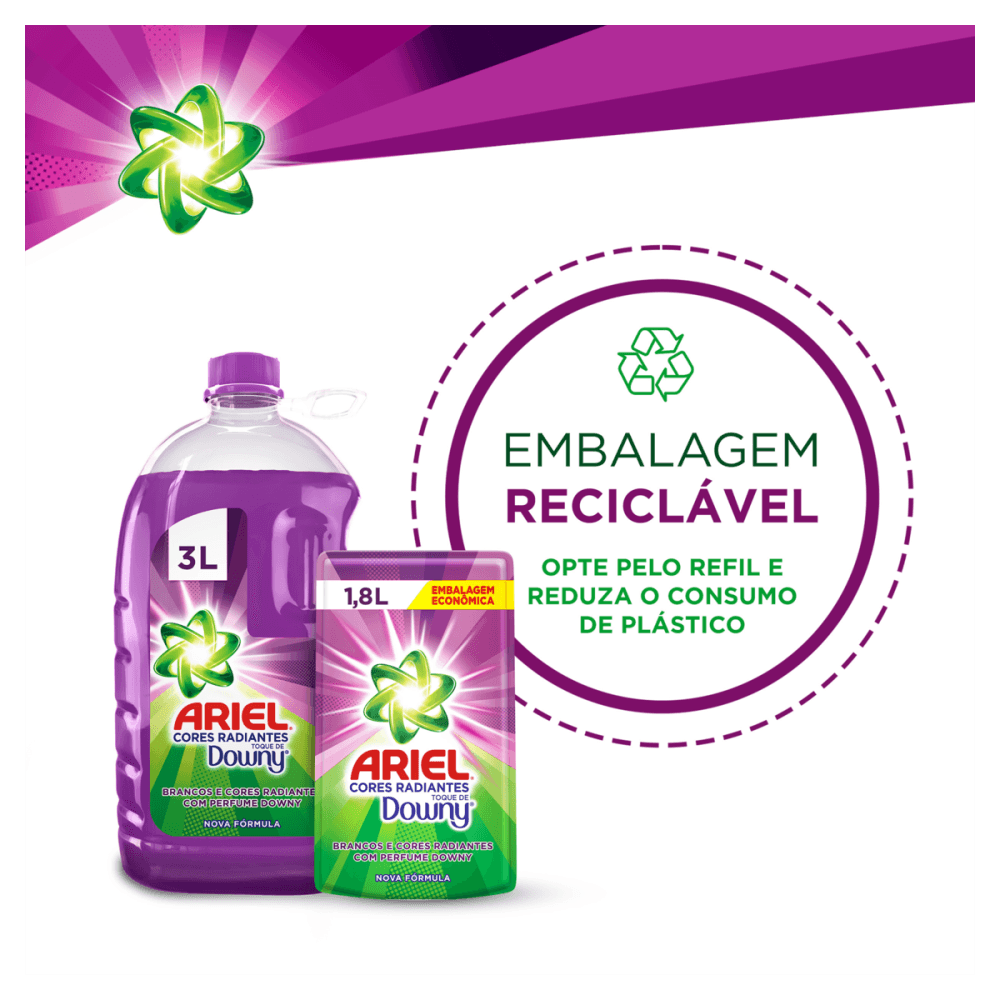 EMBALAGEM
RECICLÁVEL
OPTE PELO REFIL E
REDUZA O CONSUMO
DE PLÁSTICO
3L
ARIEL
CORES RADIANTES
TOQUE DE
Downy
BRANCOS E CORES RADIANTE
COM PERFUME DOWNY
NOVA FÓRMULA
1,8L
EMBALAGEM
ECONÔMICA
ARIEL
CORES RADIANTES
TOQUE DE
Downy
BRANCOS E CORES RADIANTES
COM PERFUME DOWNY
NOVA FÓRMULA